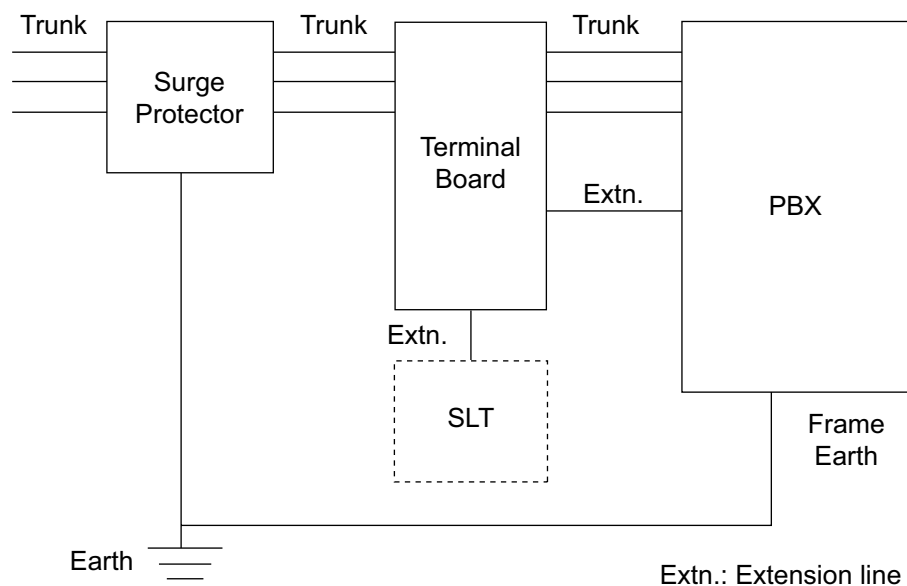 Trunk
Trunk
Trunk
Surge
Protector
Terminal
Board
Extn.
PBX
Extn.
SLT
Frame
Earth
Earth
Extn.: Extension line